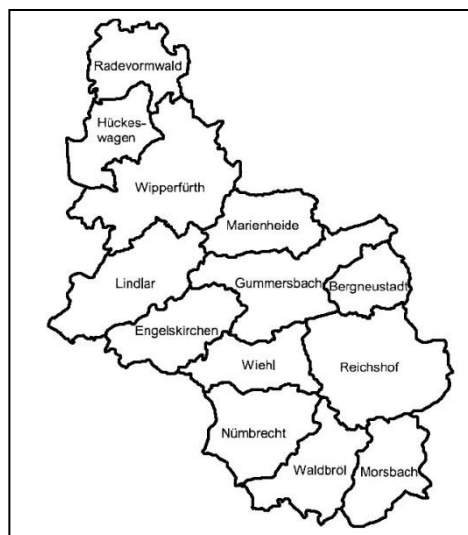 Radevormwald
Hückes-
wagen
Wipperfürth
Marienheide
Lindlar
Gummersbach
Bergneustadt
Engelskirchen
Wiehl
Reichshof
Nümbrecht
Waldbröl
Morsbach